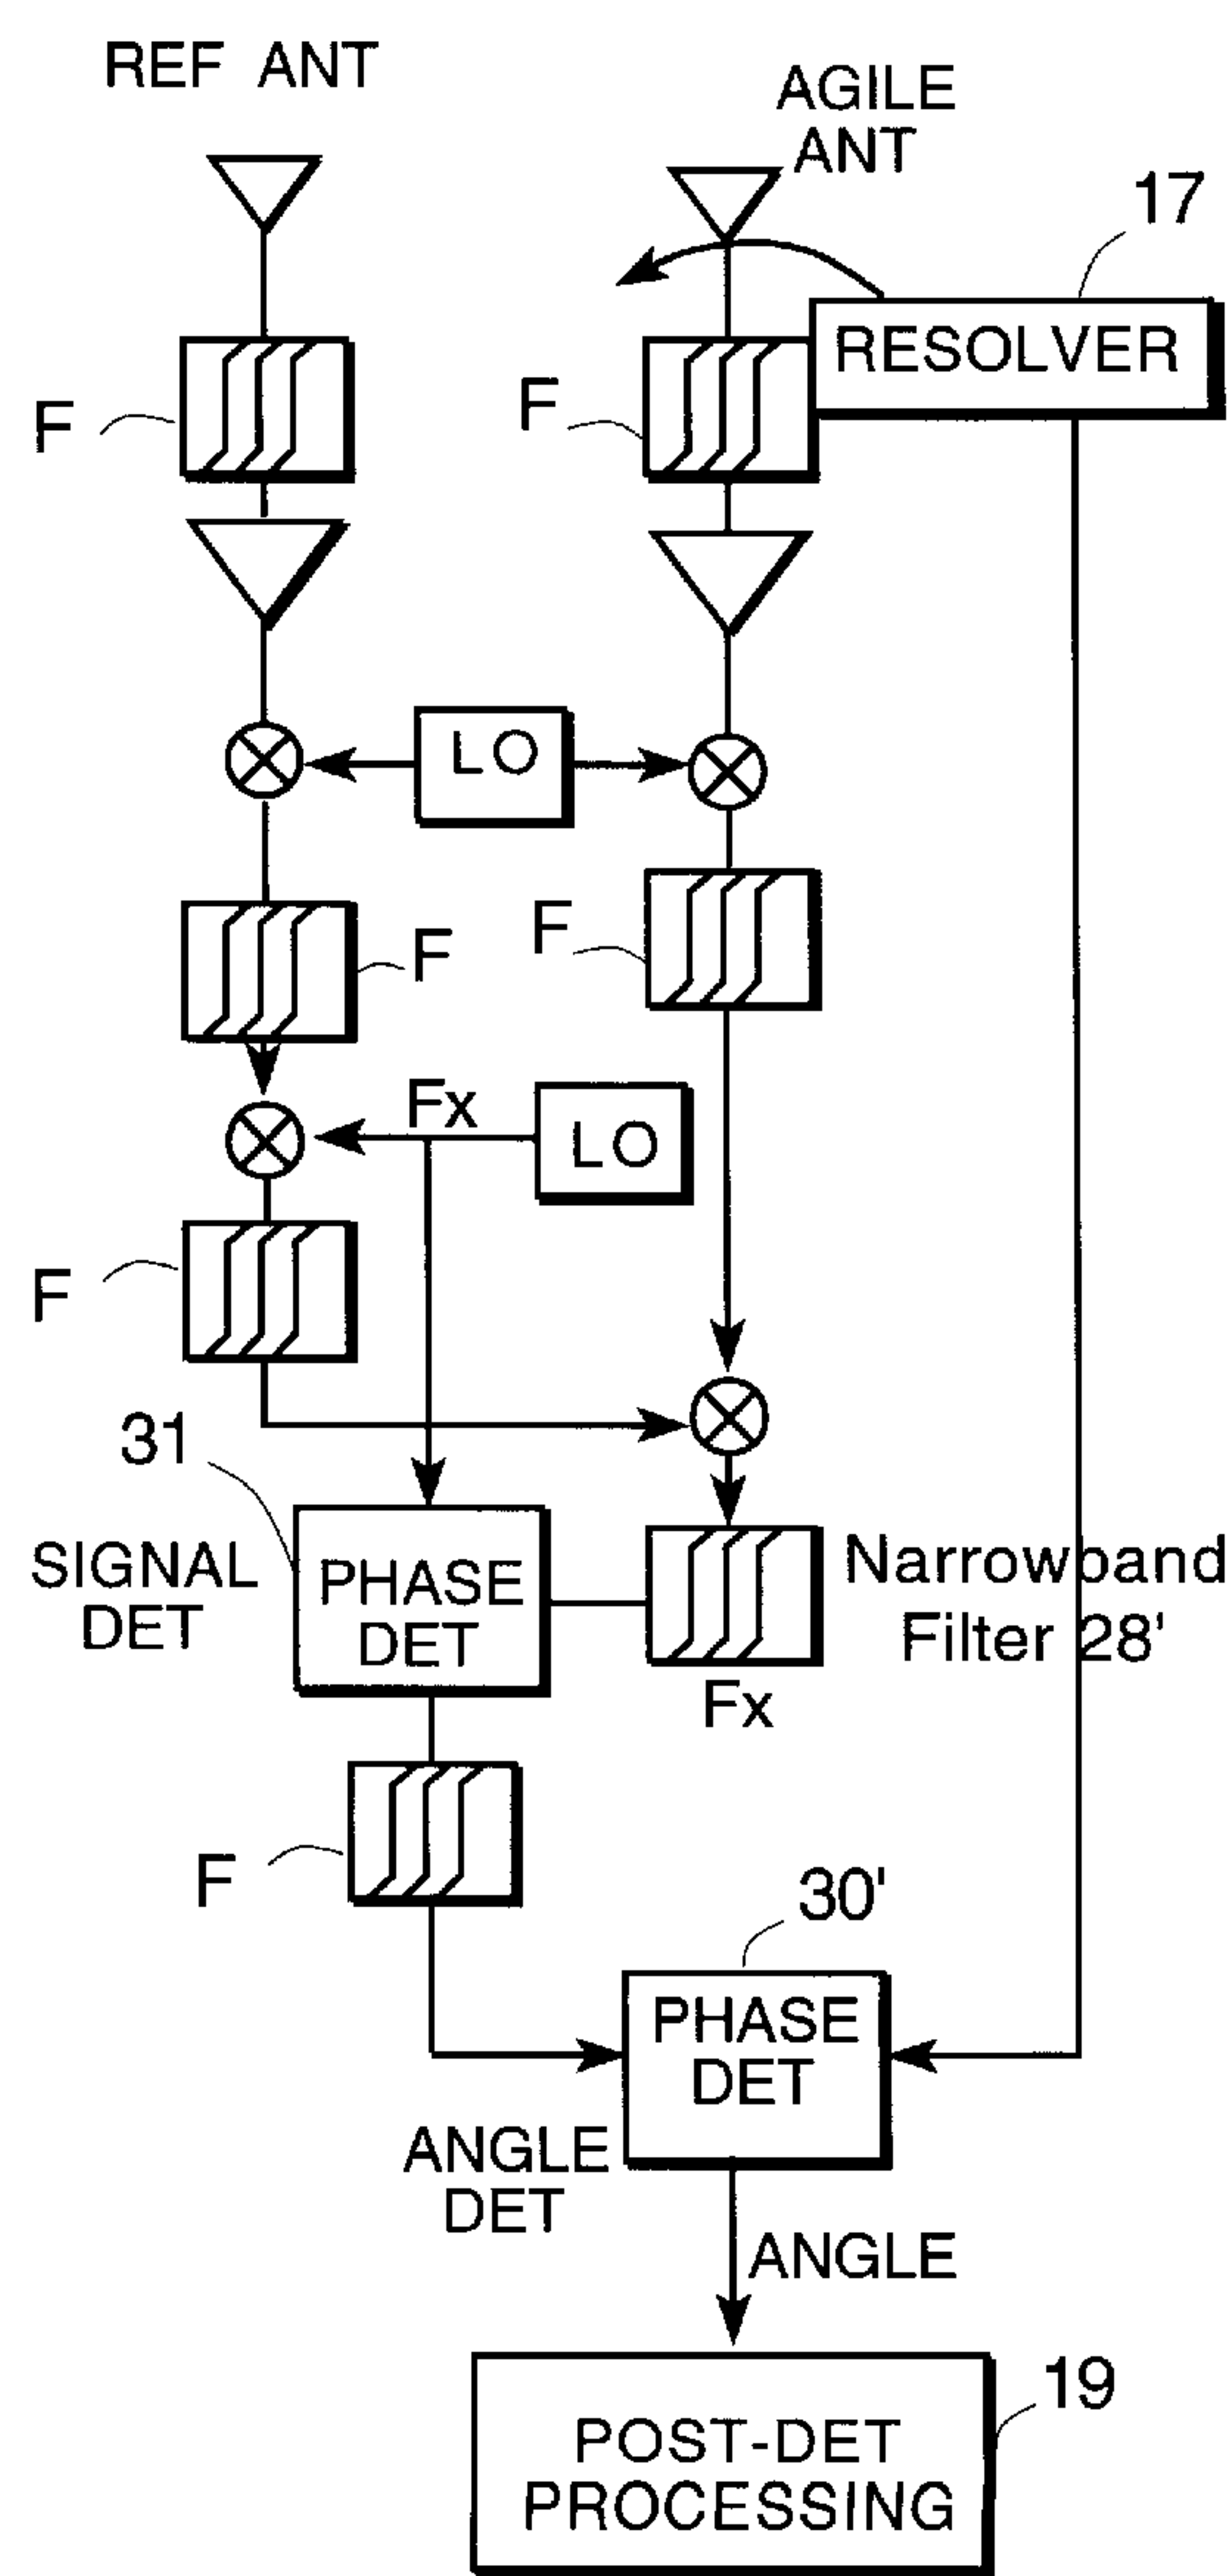 REF ANT
AGILE
ANT
17
RESOLVER
F
F
LO
F
F
Fx
LO
F
31
SIGNAL
DET
PHASE
DET
Narrowband
Filter 28'
Fx
F
30'
PHASE
DET
ANGLE
DET
ANGLE
19
POST-DET
PROCESSING